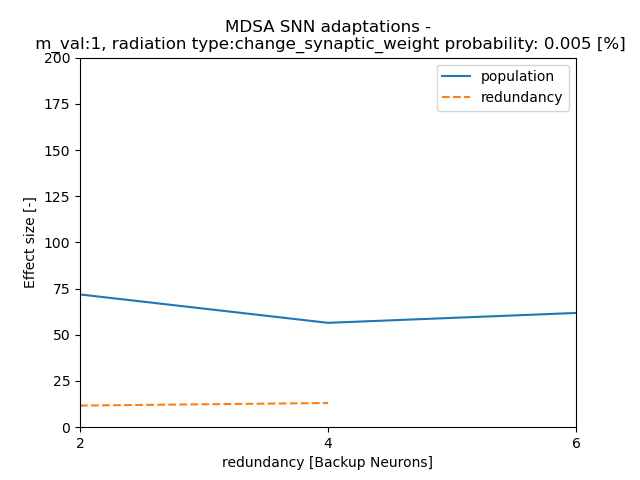 MDSA SNN adaptations -
m_val:1, radiation type:change_synaptic_weight probability: 0.005 [%]
200
175
150
125
100
75
50
25
0
Effect size [-]
population
redundancy
2
4
6
redundancy [Backup Neurons]